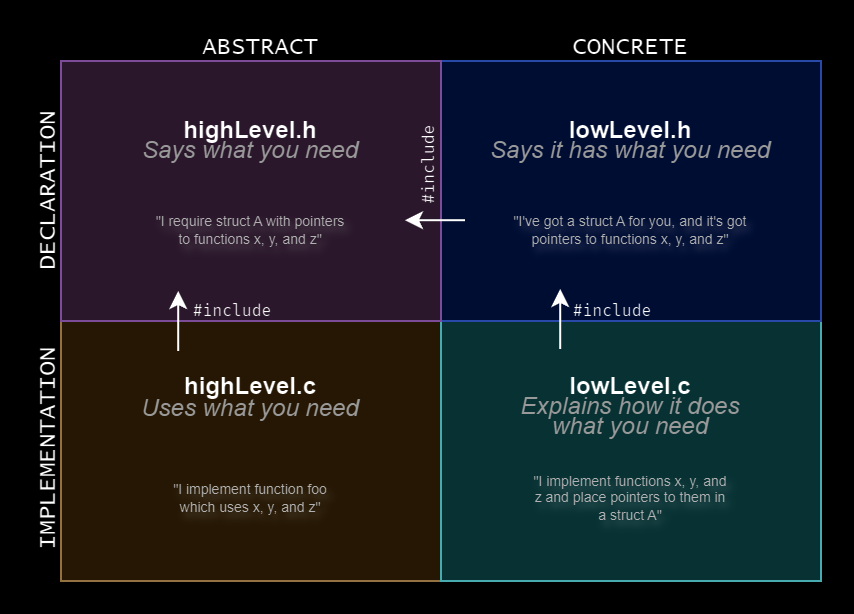 ABSTRACT
CONCRETE
DECLARATION
highLevel.h
Says what you need
"I require struct A with pointers
to functions x, y, and z"
#include
lowLevel.h
Says it has what you need
"I've got a struct A for you, and it's got
pointers to functions x, y, and z"
#include
#include
IMPLEMENTATION
highLevel.c
Uses what you need
"I implement function foo
which uses x, y, and z"
lowLevel.c
Explains how it does
what you need
"I implement functions x, y, and
z and place pointers to them in
a struct A"